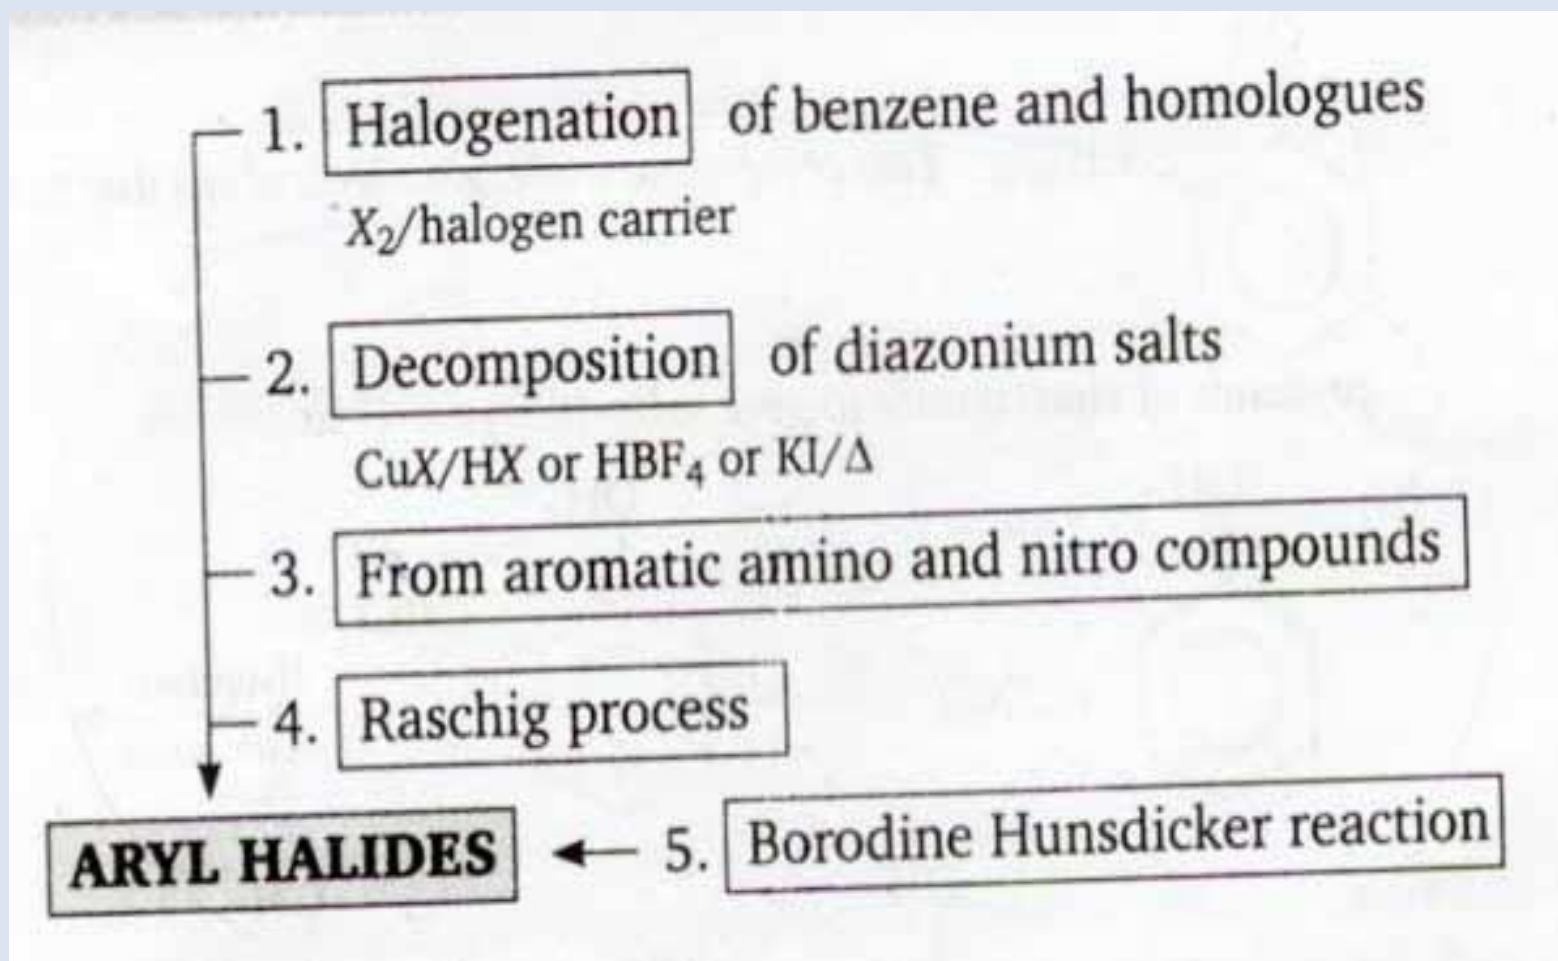 1. Halogenation of benzene and homologues
X₂/halogen carrier
2. Decomposition of diazonium salts
CuX/HX or HBF₄ or KI/Δ
3. From aromatic amino and nitro compounds
4. Raschig process
ARYL HALIDES ← 5. Borodine Hunsdicker reaction